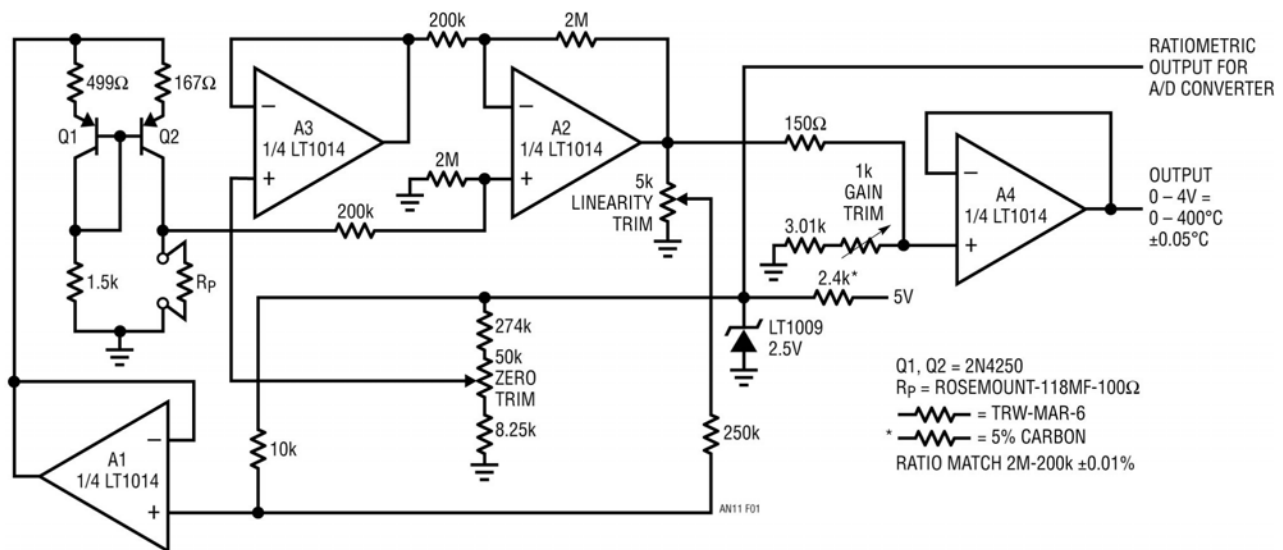 200k
2M
RATIOMETRIC
OUTPUT FOR
A/D CONVERTER
499Ω
167Ω
Q1
Q2
−
A3
1/4 LT1014
+
−
A2
1/4 LT1014
+
2M
200k
150Ω
5k
LINEARITY
TRIM
1k
GAIN
TRIM
3.01k
−
A4
1/4 LT1014
+
OUTPUT
0 – 4V =
0 – 400°C
±0.05°C
1.5k
RP
2.4k*
5V
LT1009
2.5V
274k
50k
ZERO
TRIM
8.25k
10k
250k
−
A1
1/4 LT1014
+
Q1, Q2 = 2N4250
RP = ROSEMOUNT-118MF-100Ω
= TRW-MAR-6
* = 5% CARBON
RATIO MATCH 2M-200k ±0.01%
AN11 F01